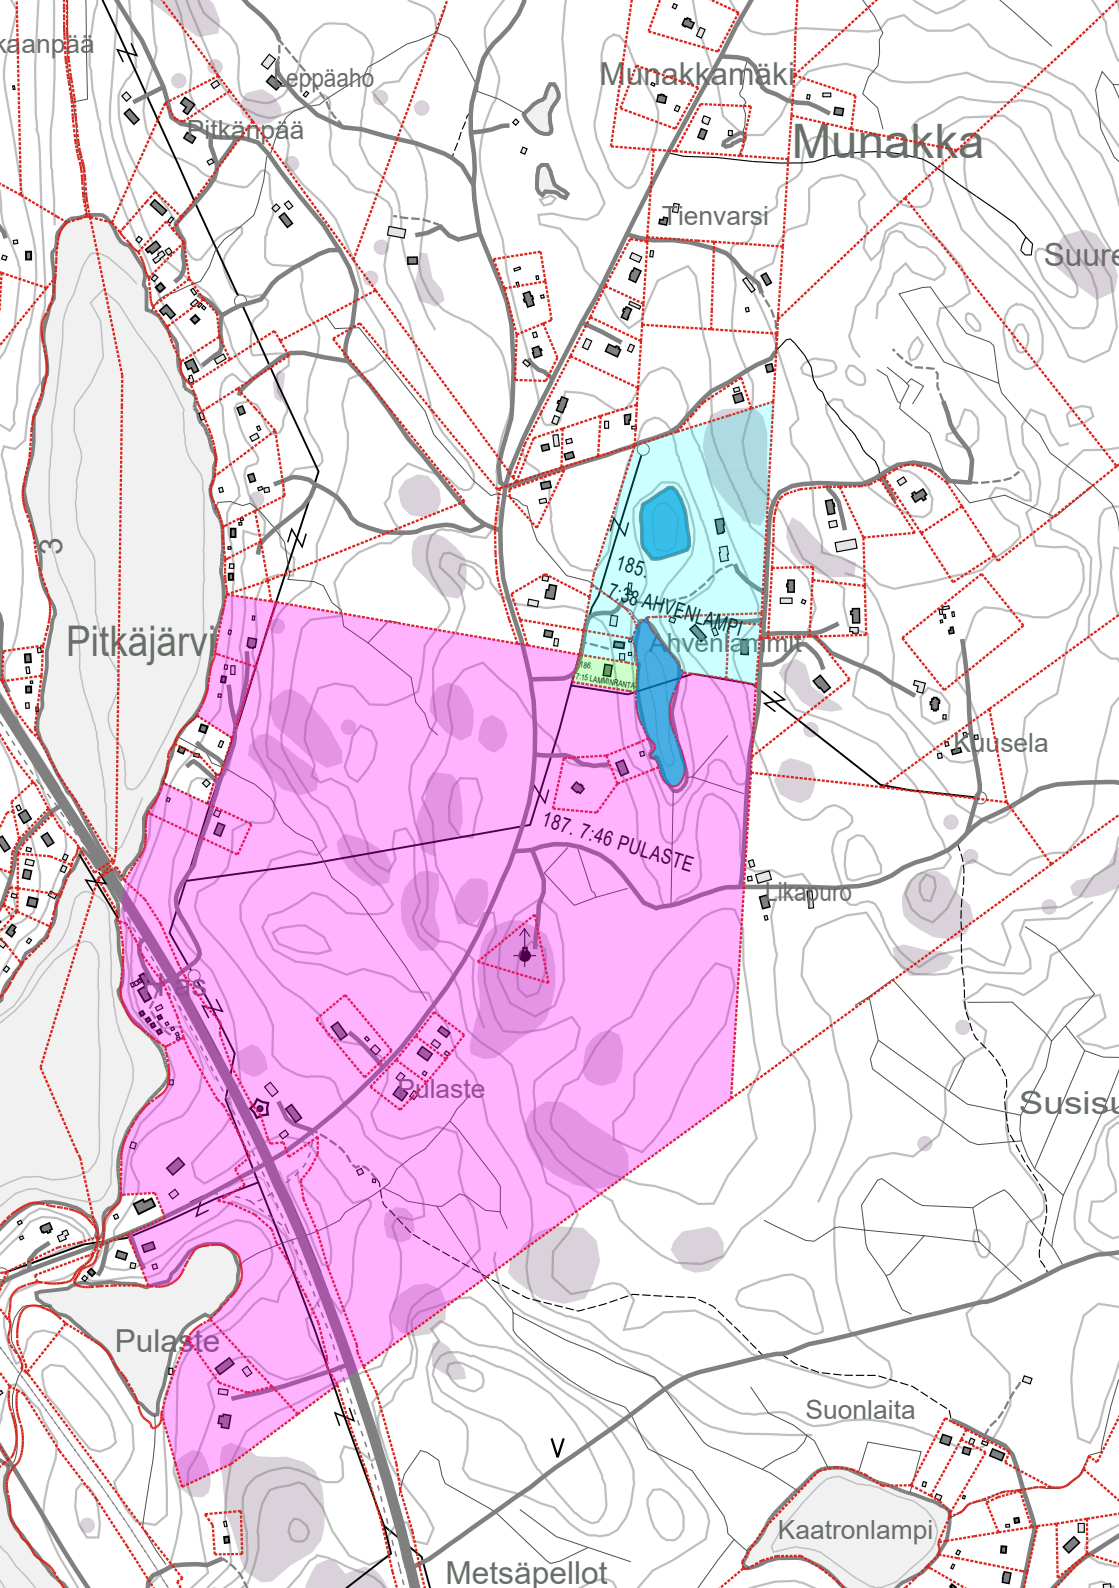 kaanpää
Leppäaho
Munakkamäki
Pitkänpää
Munakka
Tienvarsi
Suure
3
185.
7:38 AHVENLAMPI
Pitkäjärvi
Ahvenlammit
186.
7:15 LAMMINRANTA
Kuusela
187. 7:46 PULASTE
Likapuro
Pulaste
Susisu
Pulaste
Suonlaita
Kaatronlampi
Metsäpellot